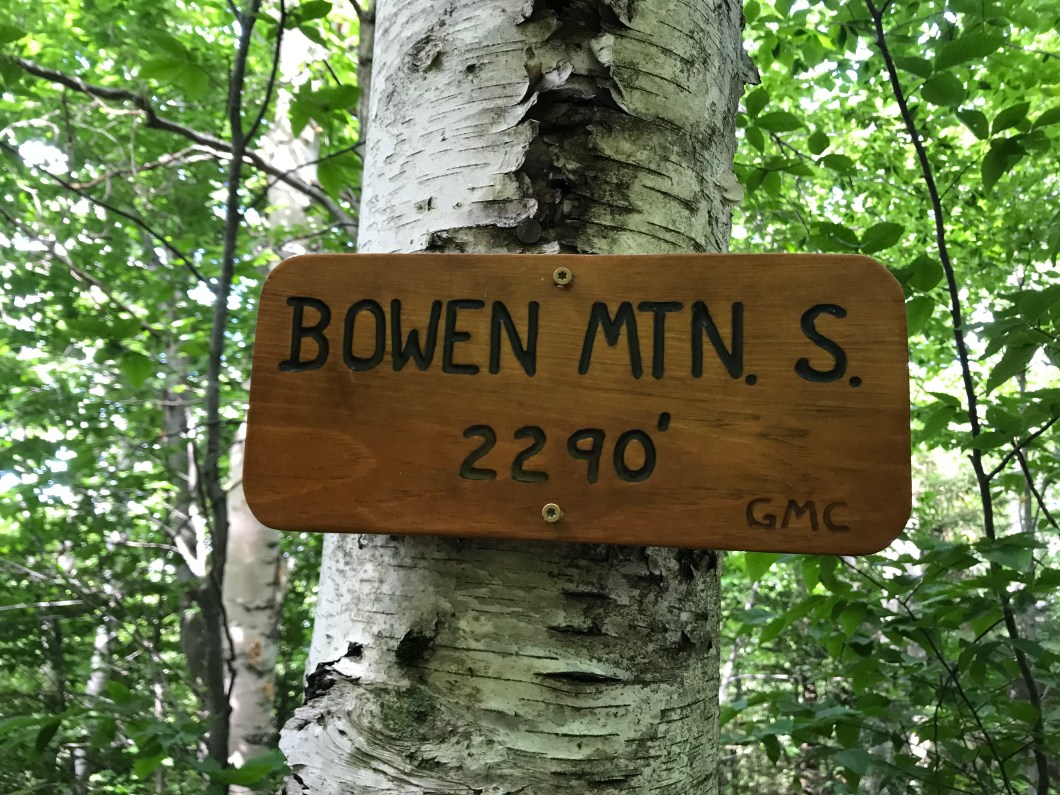 BOWEN MTN. S.
2290'
GMC